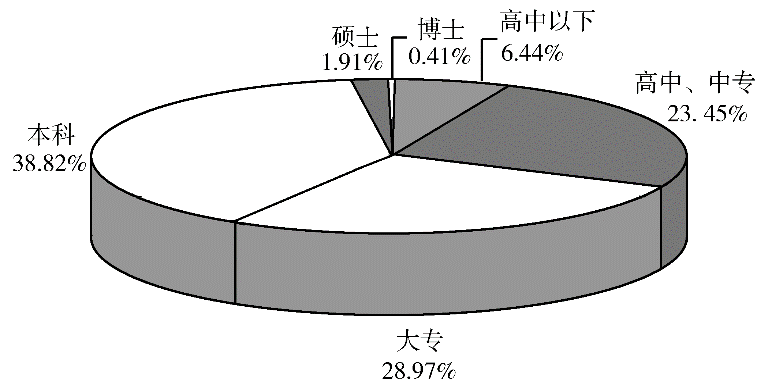 硕士
1.91%
博士
0.41%
高中以下
6.44%
高中、中专
23.45%
本科
38.82%
大专
28.97%